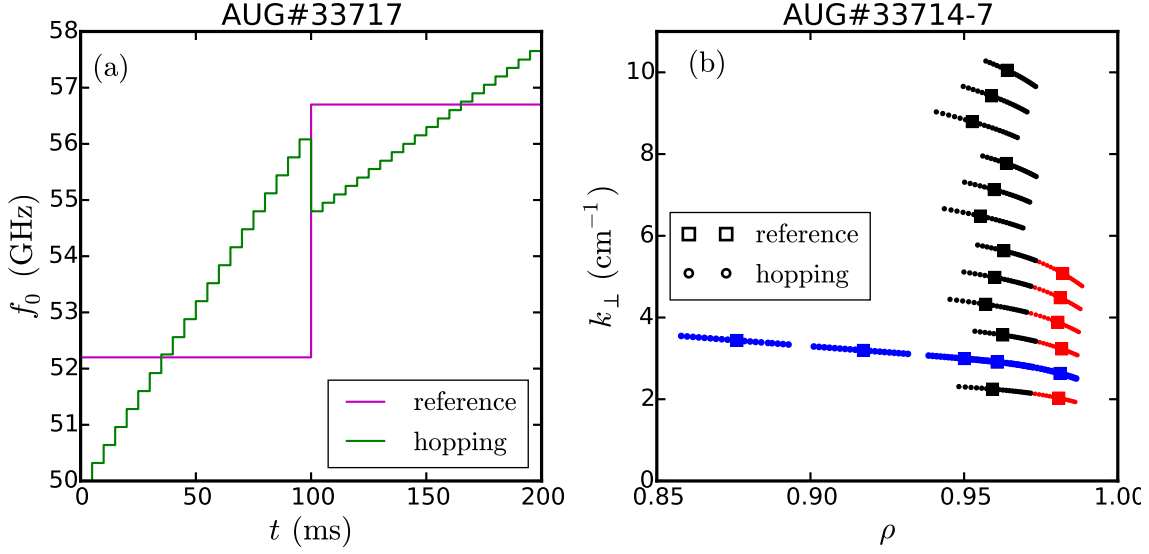 AUG#33717
(a)
58
57
56
55
54
53
52
51
50
f₀ (GHz)
reference
hopping
0
50
100
150
200
t (ms)
AUG#33714-7
(b)
10
8
6
4
2
0
k⊥ (cm⁻¹)
reference
hopping
0.85
0.90
0.95
1.00
ρ